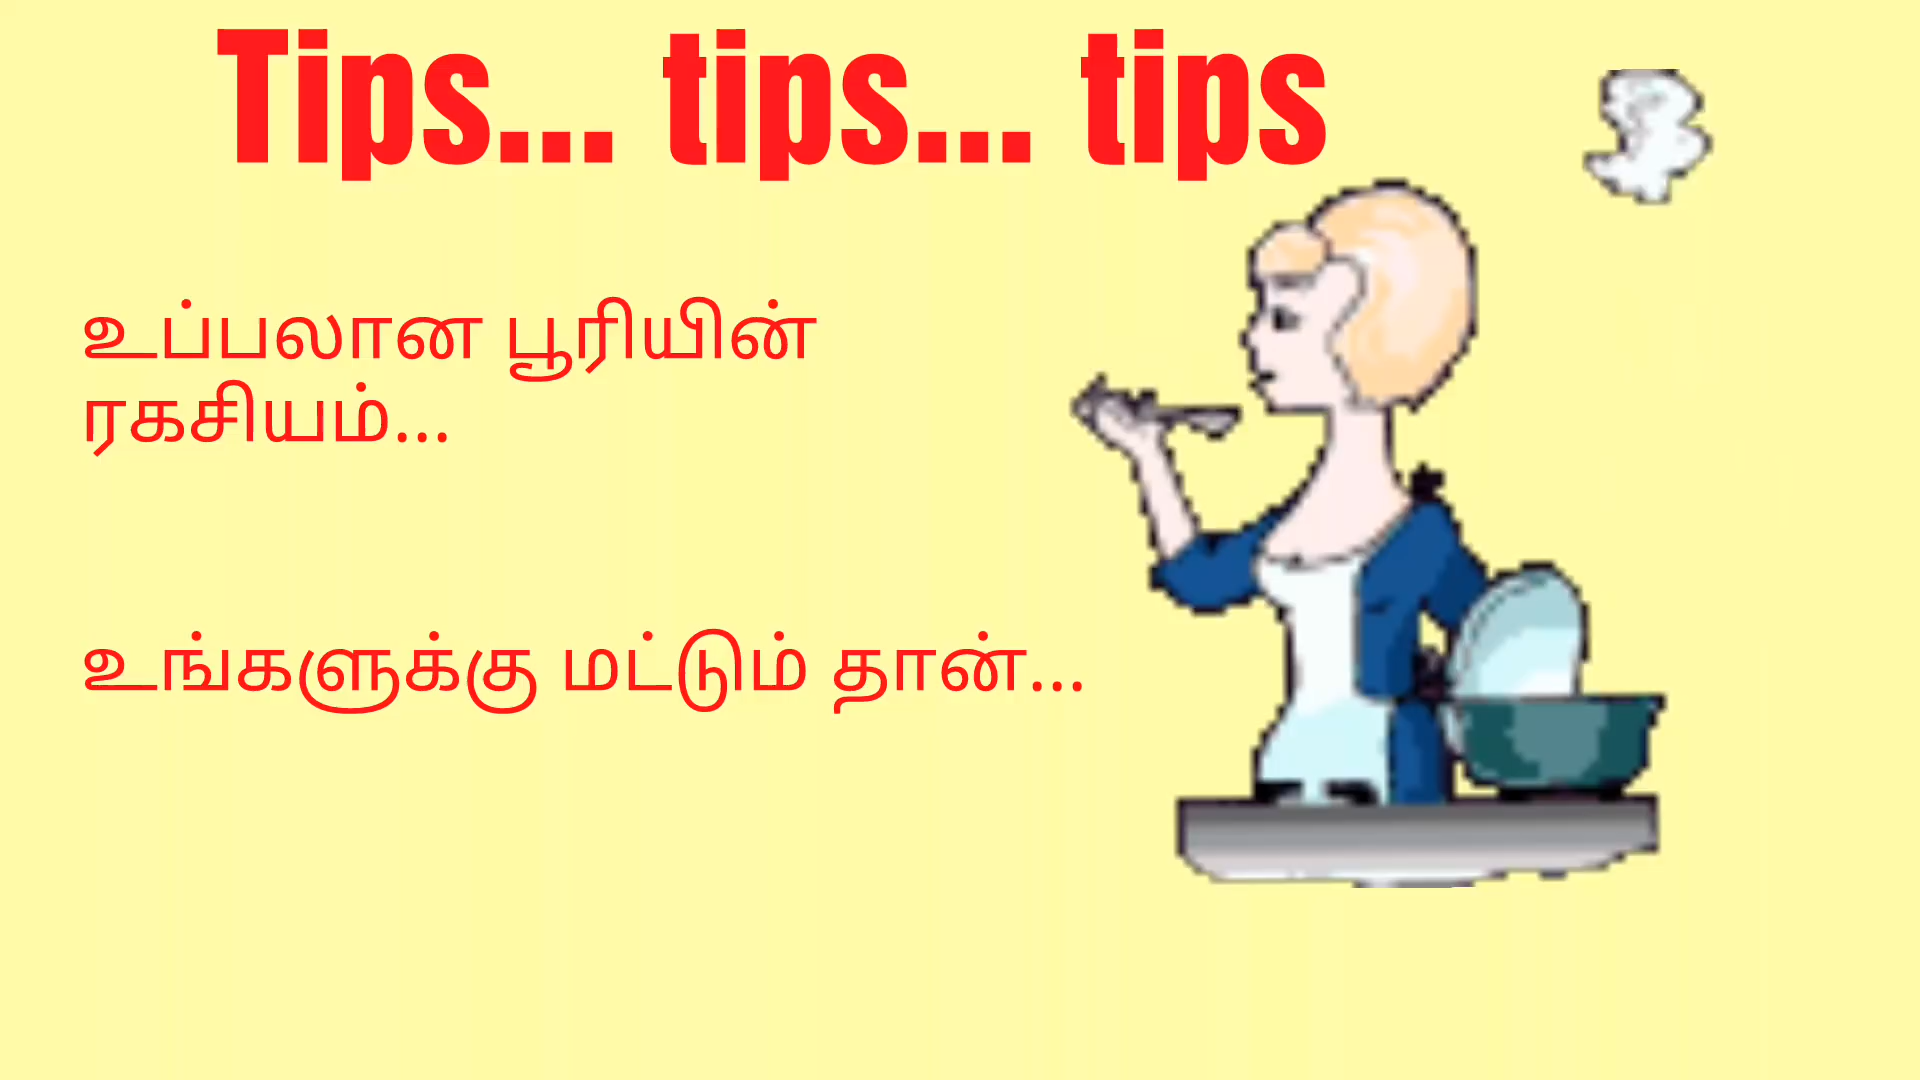 Tips... tips... tips
உப்பலான பூரியின்
ரகசியம்...
உங்களுக்கு மட்டும் தான்...